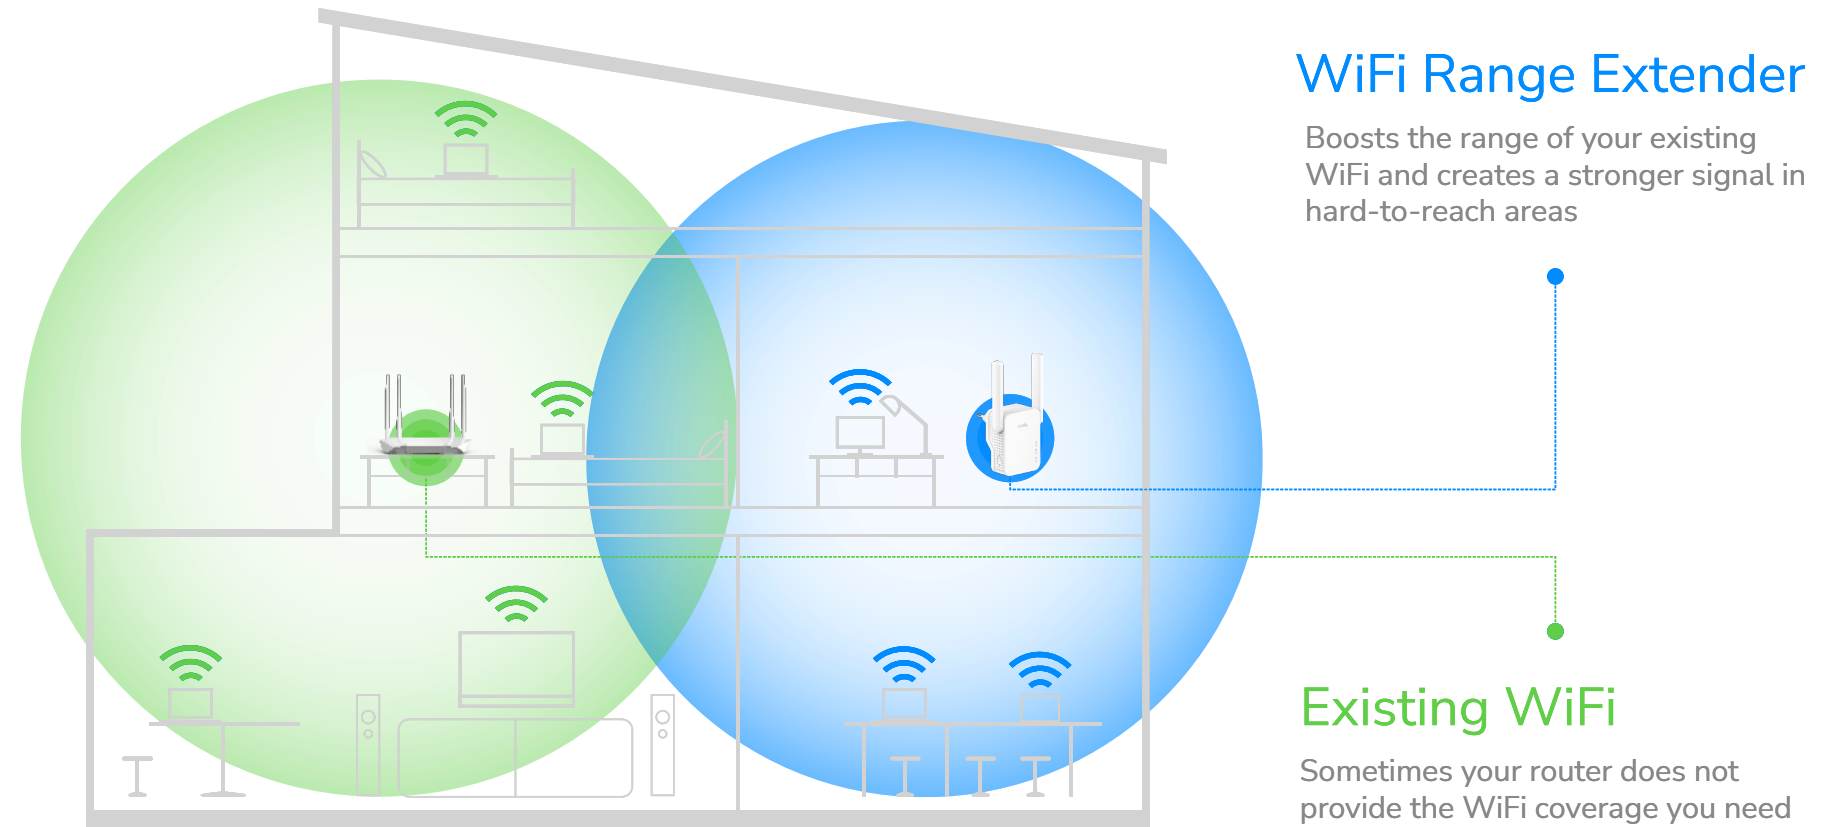 WiFi Range Extender
Boosts the range of your existing
WiFi and creates a stronger signal in
hard-to-reach areas
Existing WiFi
Sometimes your router does not
provide the WiFi coverage you need